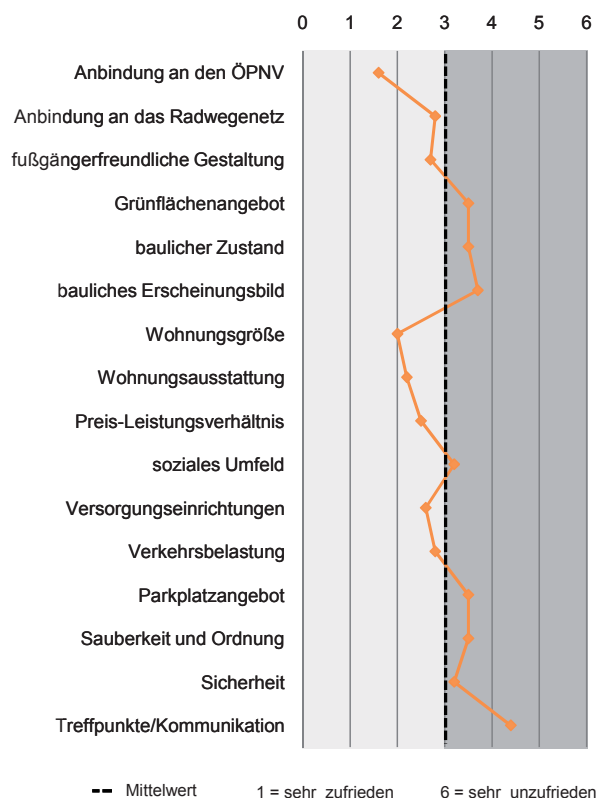 0 1 2 3 4 5 6
Anbindung an den ÖPNV
Anbindung an das Radwegenetz
fußgängerfreundliche Gestaltung
Grünflächenangebot
baulicher Zustand
bauliches Erscheinungsbild
Wohnungsgröße
Wohnungsausstattung
Preis-Leistungsverhältnis
soziales Umfeld
Versorgungseinrichtungen
Verkehrsbelastung
Parkplatzangebot
Sauberkeit und Ordnung
Sicherheit
Treffpunkte/Kommunikation
Mittelwert 1 = sehr zufrieden 6 = sehr unzufrieden